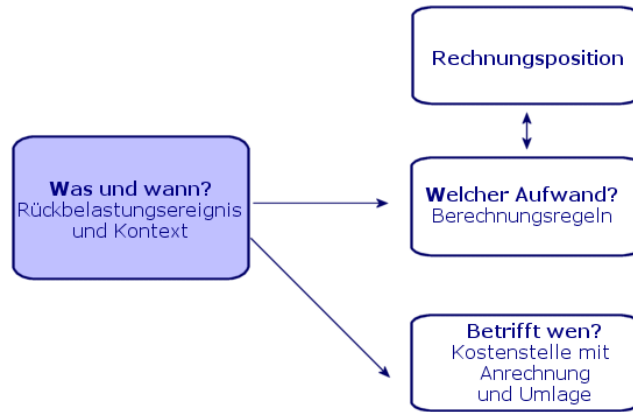 Rechnungsposition
Was und wann?
Rückbelastungsereignis
und Kontext
Welcher Aufwand?
Berechnungsregeln
Betrifft wen?
Kostenstelle mit
Anrechnung
und Umlage